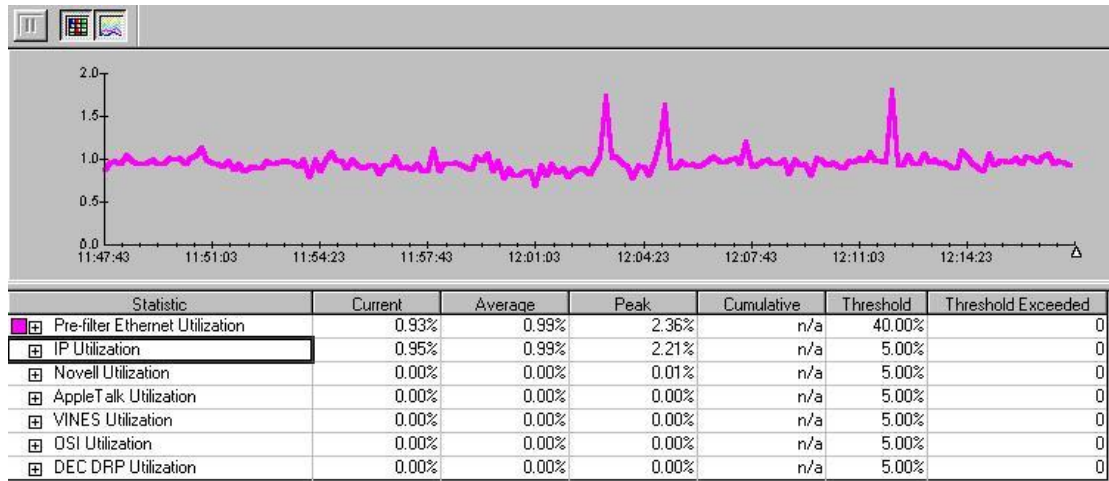 2.0
1.5
1.0
0.5
0.0
11:47:43 11:51:03 11:54:23 11:57:43 12:01:03 12:04:23 12:07:43 12:11:03 12:14:23
Statistic Current Average Peak Cumulative Threshold Threshold Exceeded
Pre-filter Ethernet Utilization 0.93% 0.99% 2.36% n/a 40.00% 0
IP Utilization 0.95% 0.99% 2.21% n/a 5.00% 0
Novell Utilization 0.00% 0.00% 0.01% n/a 5.00% 0
AppleTalk Utilization 0.00% 0.00% 0.00% n/a 5.00% 0
VINES Utilization 0.00% 0.00% 0.00% n/a 5.00% 0
OSI Utilization 0.00% 0.00% 0.00% n/a 5.00% 0
DEC DRP Utilization 0.00% 0.00% 0.00% n/a 5.00% 0